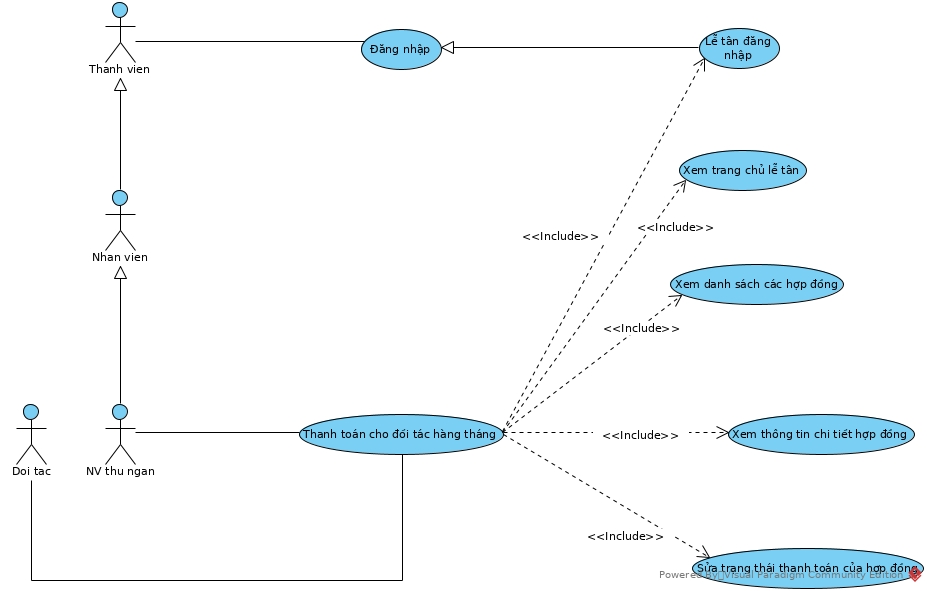 Thanh vien
Đăng nhập
Lễ tân đăng
nhập
Xem trang chủ lễ tân
<<Include>>
<<Include>>
Nhan vien
Xem danh sách các hợp đồng
<<Include>>
Thanh toán cho đối tác hàng tháng
<<Include>>
Xem thông tin chi tiết hợp đồng
Doi tac
NV thu ngan
<<Include>>
Sửa trạng thái thanh toán của hợp đồng
Powered By Visual Paradigm Community Edition